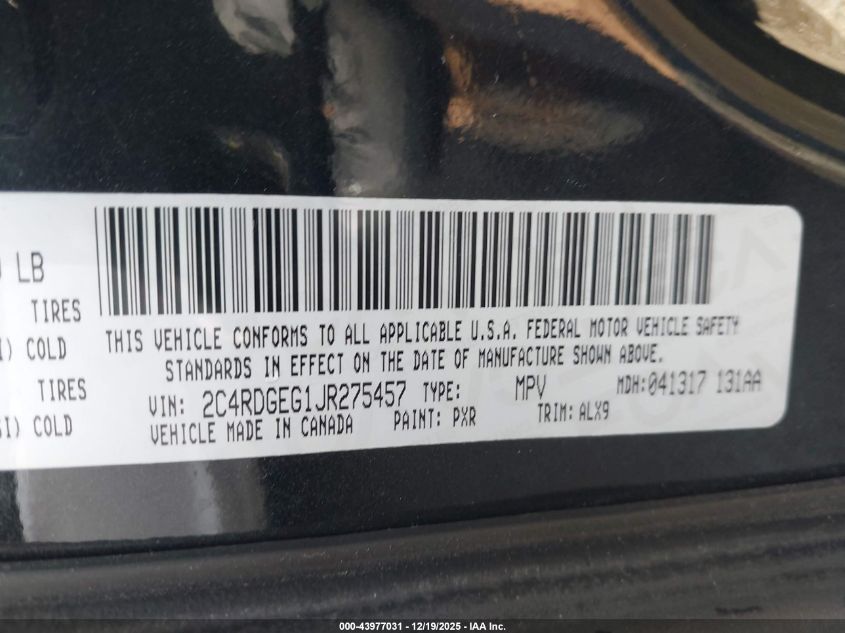 LB
TIRES
COLD
TIRES
COLD
THIS VEHICLE CONFORMS TO ALL APPLICABLE U.S.A. FEDERAL MOTOR VEHICLE SAFETY
STANDARDS IN EFFECT ON THE DATE OF MANUFACTURE SHOWN ABOVE.
VIN: 2C4RDGEG1JR275457 TYPE: MPV MDH:041317 131AA
VEHICLE MADE IN CANADA PAINT: PXR TRIM: ALX9
000-43977031 - 12/19/2025 - IAA Inc.